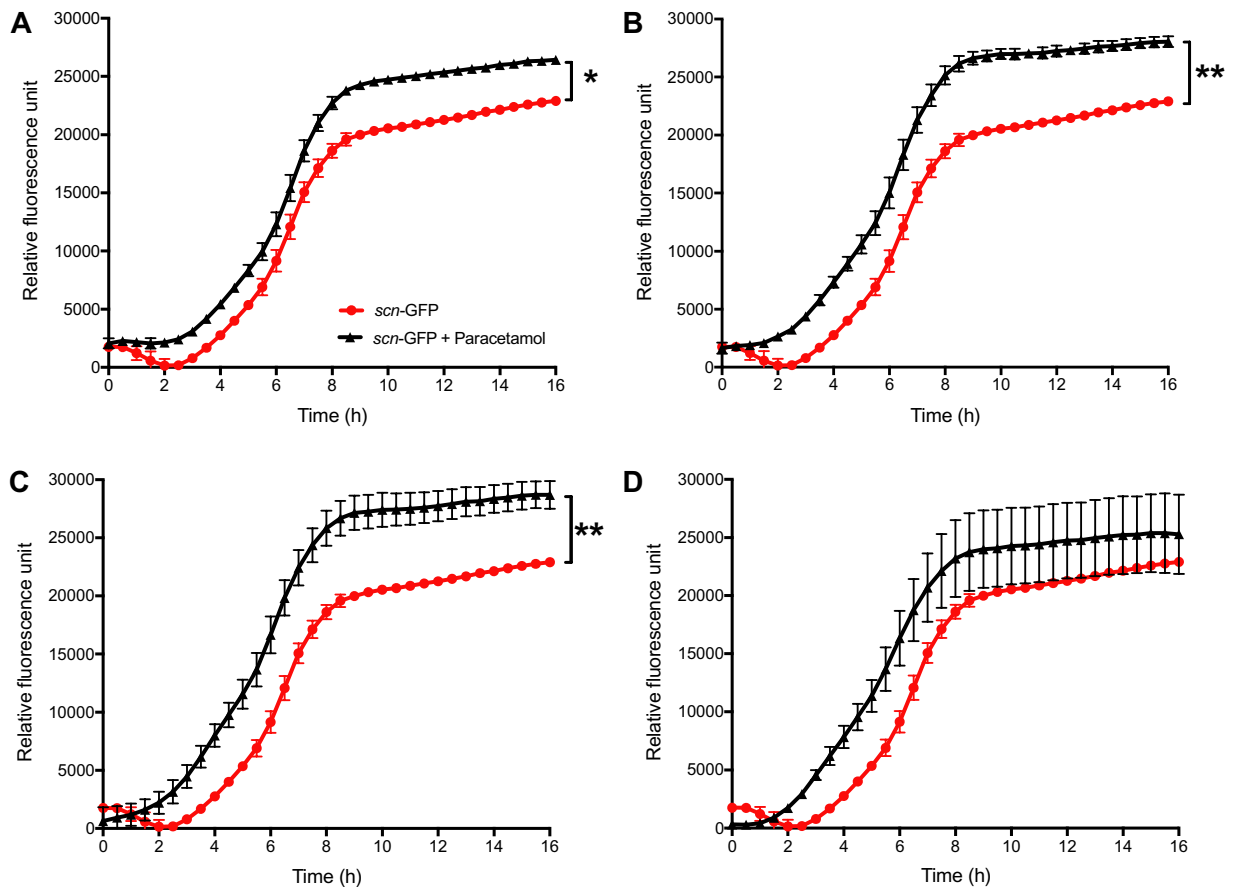 A
Relative fluorescence unit
30000
25000
20000
15000
10000
5000
0
*
scn-GFP
scn-GFP + Paracetamol
0 2 4 6 8 10 12 14 16
Time (h)
B
Relative fluorescence unit
30000
25000
20000
15000
10000
5000
0
**
0 2 4 6 8 10 12 14 16
Time (h)
C
Relative fluorescence unit
30000
25000
20000
15000
10000
5000
0
**
0 2 4 6 8 10 12 14 16
Time (h)
D
Relative fluorescence unit
30000
25000
20000
15000
10000
5000
0
0 2 4 6 8 10 12 14 16
Time (h)